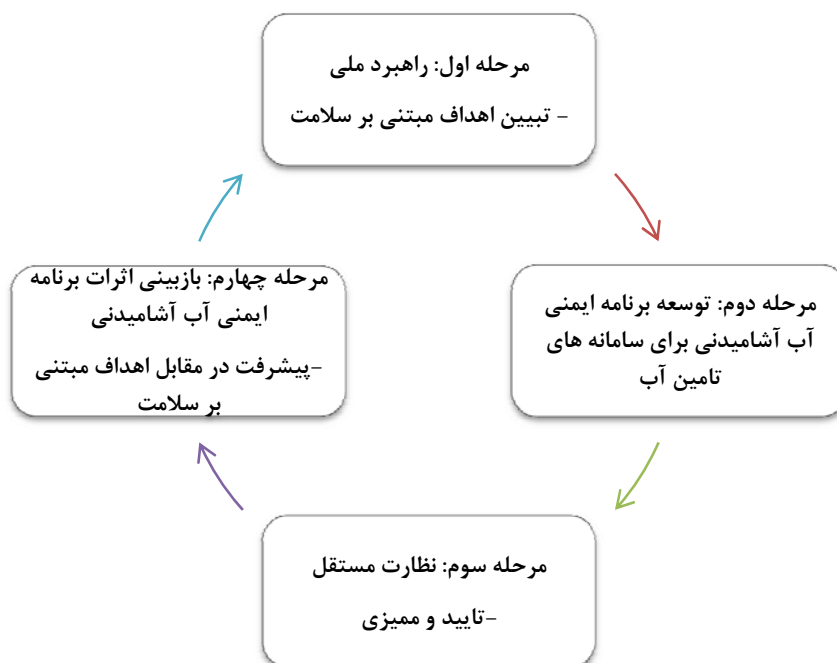 مرحله اول: راهبرد ملی
- تبیین اهداف مبتنی بر سلامت
مرحله دوم: توسعه برنامه ایمنی
آب آشامیدنی برای سامانه های
تامین آب
مرحله سوم: نظارت مستقل
-تایید و ممیزی
مرحله چهارم: بازبینی اثرات برنامه
ایمنی آب آشامیدنی
-پیشرفت در مقابل اهداف مبتنی
بر سلامت